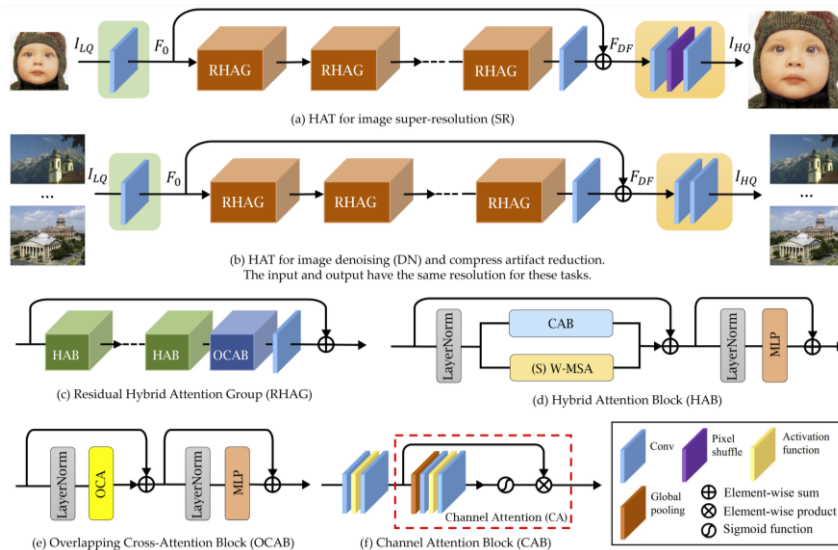 I_LQ F_0 RHAG RHAG RHAG F_DF I_HQ
(a) HAT for image super-resolution (SR)
I_LQ F_0 RHAG RHAG RHAG F_DF I_HQ
...
...
(b) HAT for image denoising (DN) and compress artifact reduction.
The input and output have the same resolution for these tasks.
HAB HAB OCAB
(c) Residual Hybrid Attention Group (RHAG)
LayerNorm CAB (S) W-MSA LayerNorm MLP
(d) Hybrid Attention Block (HAB)
LayerNorm OCA LayerNorm MLP
(e) Overlapping Cross-Attention Block (OCAB)
Channel Attention (CA)
(f) Channel Attention Block (CAB)
Conv
Pixel
shuffle
Activation
function
Global
pooling
Element-wise sum
Element-wise product
Sigmoid function